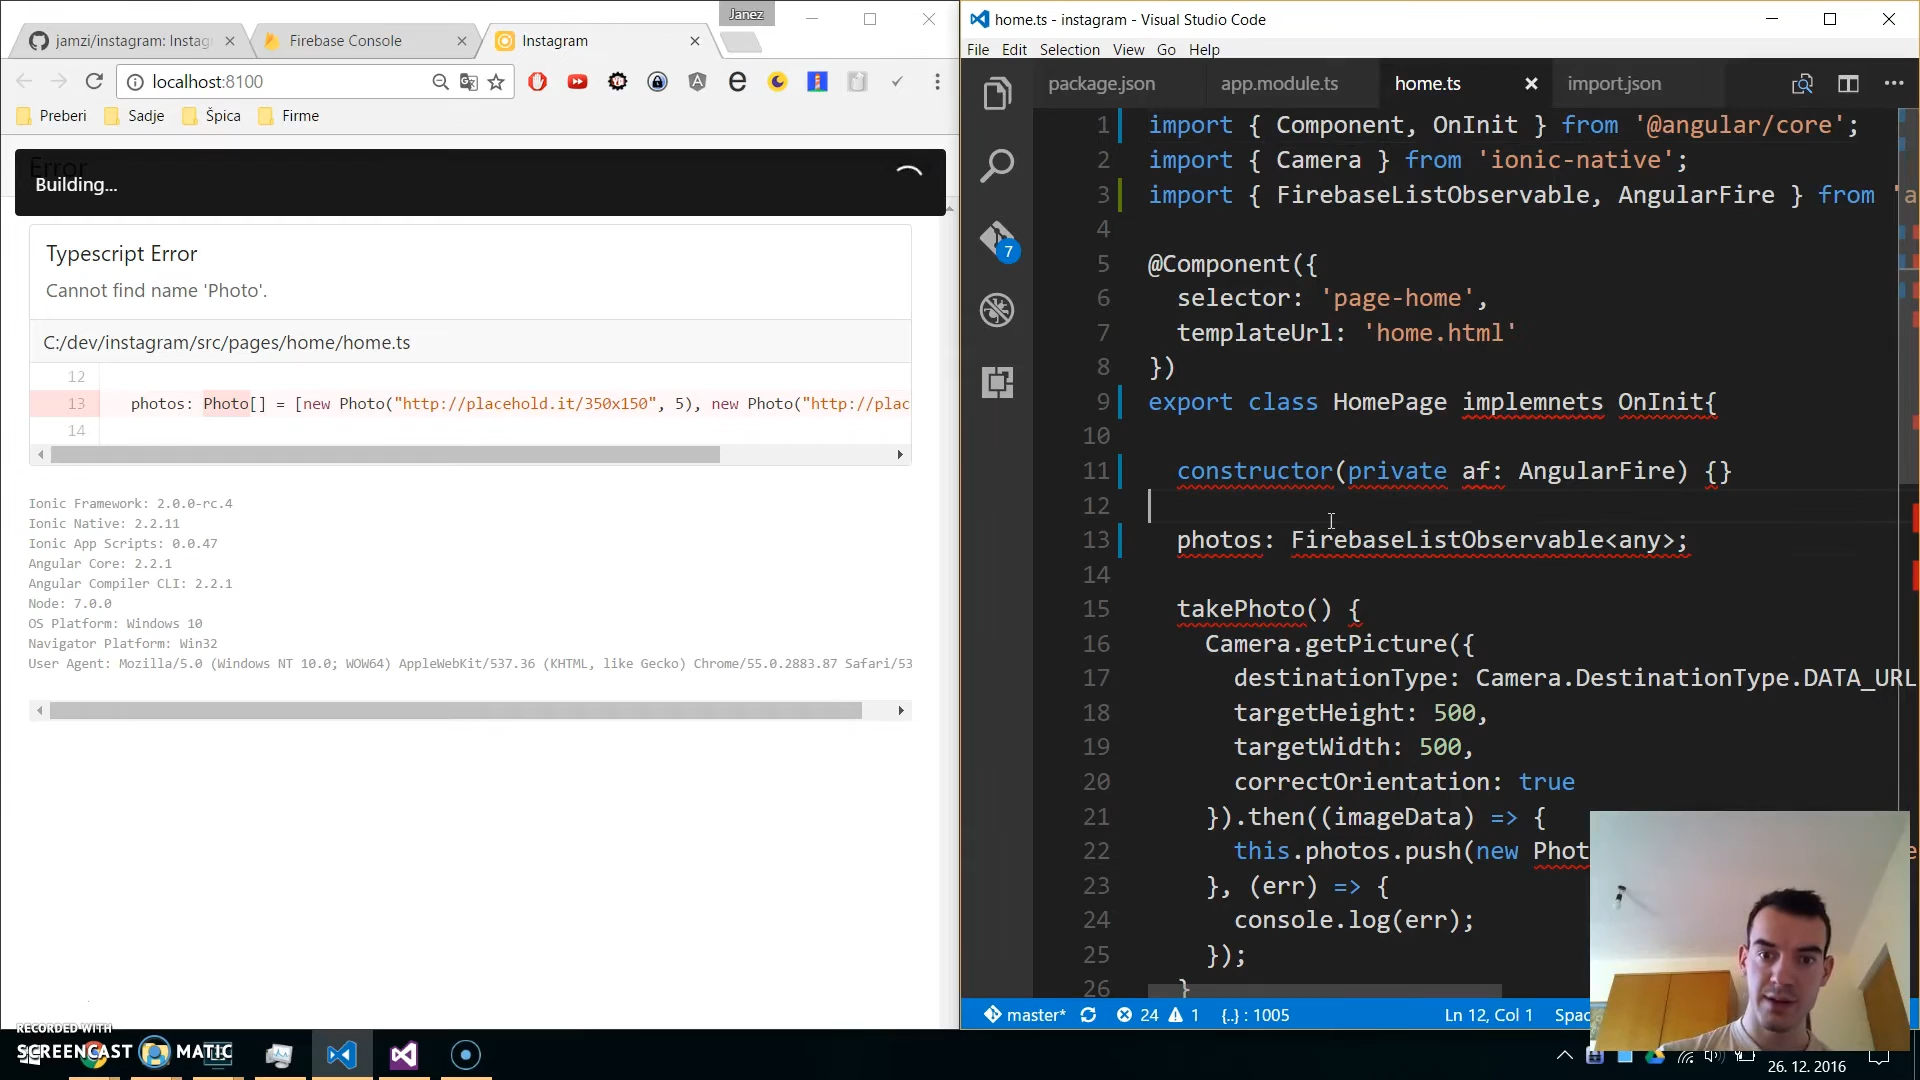 Janez
jamzi/instagram: Instag
Firebase Console
Instagram
localhost:8100
Preberi
Sadje
Špica
Firme
Error
Building...
Typescript Error
Cannot find name 'Photo'.
C:/dev/instagram/src/pages/home/home.ts
12
13 photos: Photo[] = [new Photo("http://placehold.it/350x150", 5), new Photo("http://plac
14
Ionic Framework: 2.0.0-rc.4
Ionic Native: 2.2.11
Ionic App Scripts: 0.0.47
Angular Core: 2.2.1
Angular Compiler CLI: 2.2.1
Node: 7.0.0
OS Platform: Windows 10
Navigator Platform: Win32
User Agent: Mozilla/5.0 (Windows NT 10.0; WOW64) AppleWebKit/537.36 (KHTML, like Gecko) Chrome/55.0.2883.87 Safari/53
home.ts - instagram - Visual Studio Code
File Edit Selection View Go Help
package.json
app.module.ts
home.ts
import.json
7
1 import { Component, OnInit } from '@angular/core';
2 import { Camera } from 'ionic-native';
3 import { FirebaseListObservable, AngularFire } from 'a
4
5 @Component({
6 selector: 'page-home',
7 templateUrl: 'home.html'
8 })
9 export class HomePage implemnets OnInit{
10
11 constructor(private af: AngularFire) {}
12
13 photos: FirebaseListObservable<any>;
14
15 takePhoto() {
16 Camera.getPicture({
17 destinationType: Camera.DestinationType.DATA_URL
18 targetHeight: 500,
19 targetWidth: 500,
20 correctOrientation: true
21 }).then((imageData) => {
22 this.photos.push(new Phot
23 }, (err) => {
24 console.log(err);
25 });
26 }
master* 24 1 {..} : 1005 Ln 12, Col 1 Spac
RECORDED WITH
SCREENCAST MATIC
26. 12. 2016